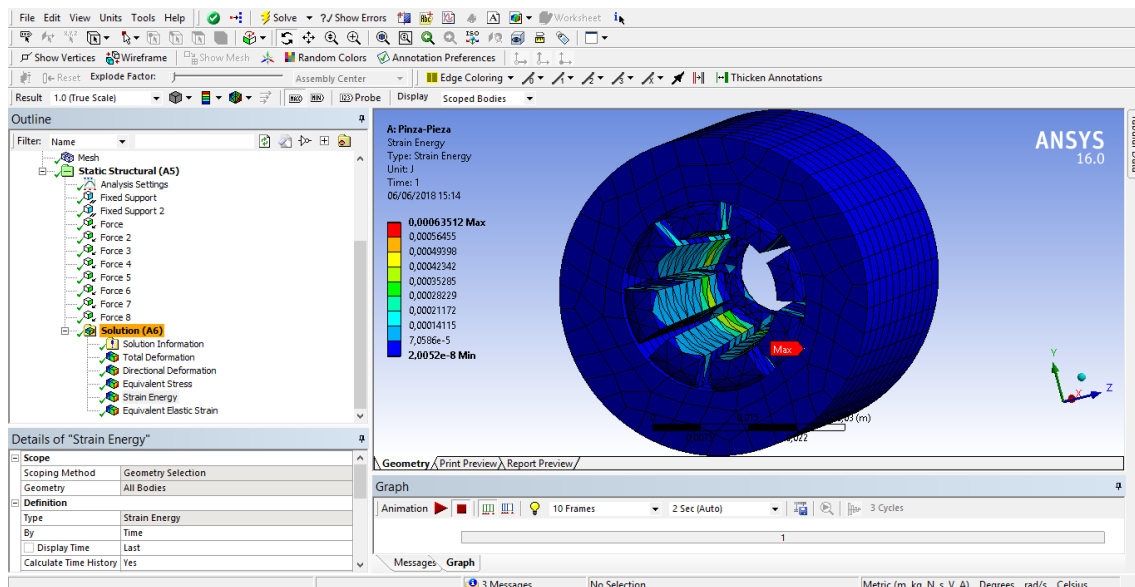 File Edit View Units Tools Help Solve ?/ Show Errors Worksheet
Show Vertices Wireframe Show Mesh Random Colors Annotation Preferences
Reset Explode Factor: Assembly Center Edge Coloring Thicken Annotations
Result 1.0 (True Scale) Probe Display Scoped Bodies
Outline
Filter: Name
Mesh
Static Structural (A5)
Analysis Settings
Fixed Support
Fixed Support 2
Force
Force 2
Force 3
Force 4
Force 5
Force 6
Force 7
Force 8
Solution (A6)
Solution Information
Total Deformation
Directional Deformation
Equivalent Stress
Strain Energy
Equivalent Elastic Strain
Details of "Strain Energy"
Scope
Scoping Method Geometry Selection
Geometry All Bodies
Definition
Type Strain Energy
By Time
Display Time Last
Calculate Time History Yes
A: Pinza-Pieza
Strain Energy
Type: Strain Energy
Unit: J
Time: 1
06/06/2018 15:14
0,00063512 Max
0,00056455
0,00049398
0,00042342
0,00035285
0,00028229
0,00021172
0,00014115
7,0586e-5
2,0052e-8 Min
ANSYS
16.0
Max
Y
Z
X
(m)
Geometry Print Preview Report Preview
Graph
Animation 10 Frames 2 Sec (Auto) 3 Cycles
1
Messages Graph
3 Messages No Selection Metric (m, kg, N, s, V, A) Degrees rad/s Celsius